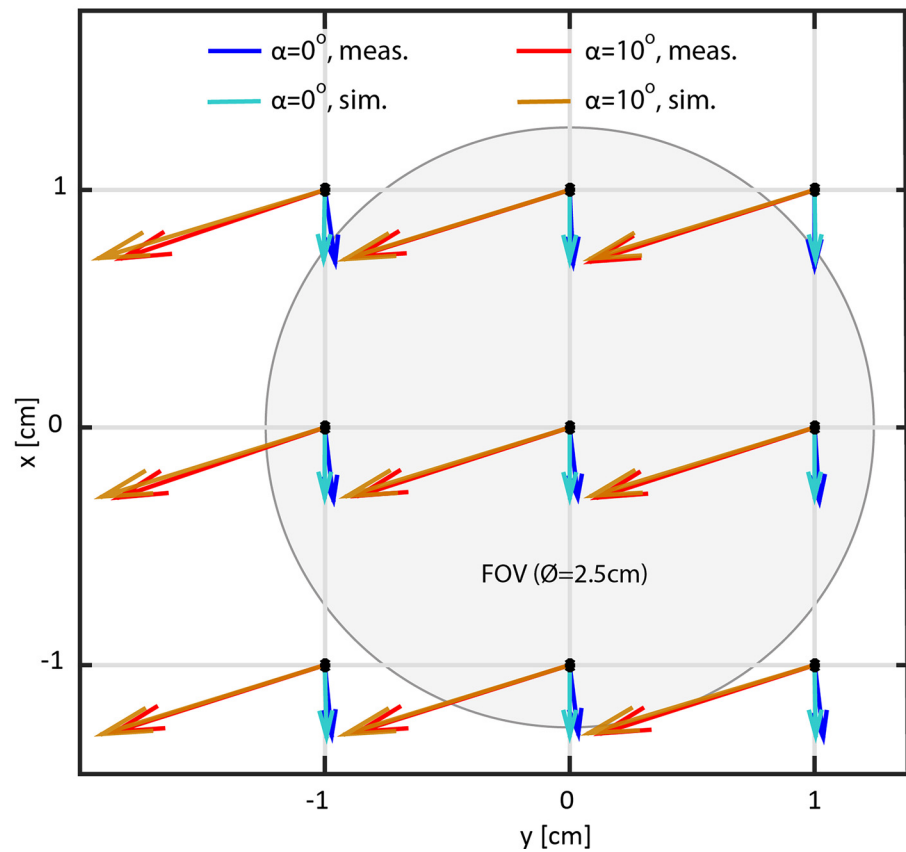 α=0°, meas.
α=10°, meas.
α=0°, sim.
α=10°, sim.
1
x [cm]
0
FOV (Ø=2.5cm)
-1
-1
0
1
y [cm]